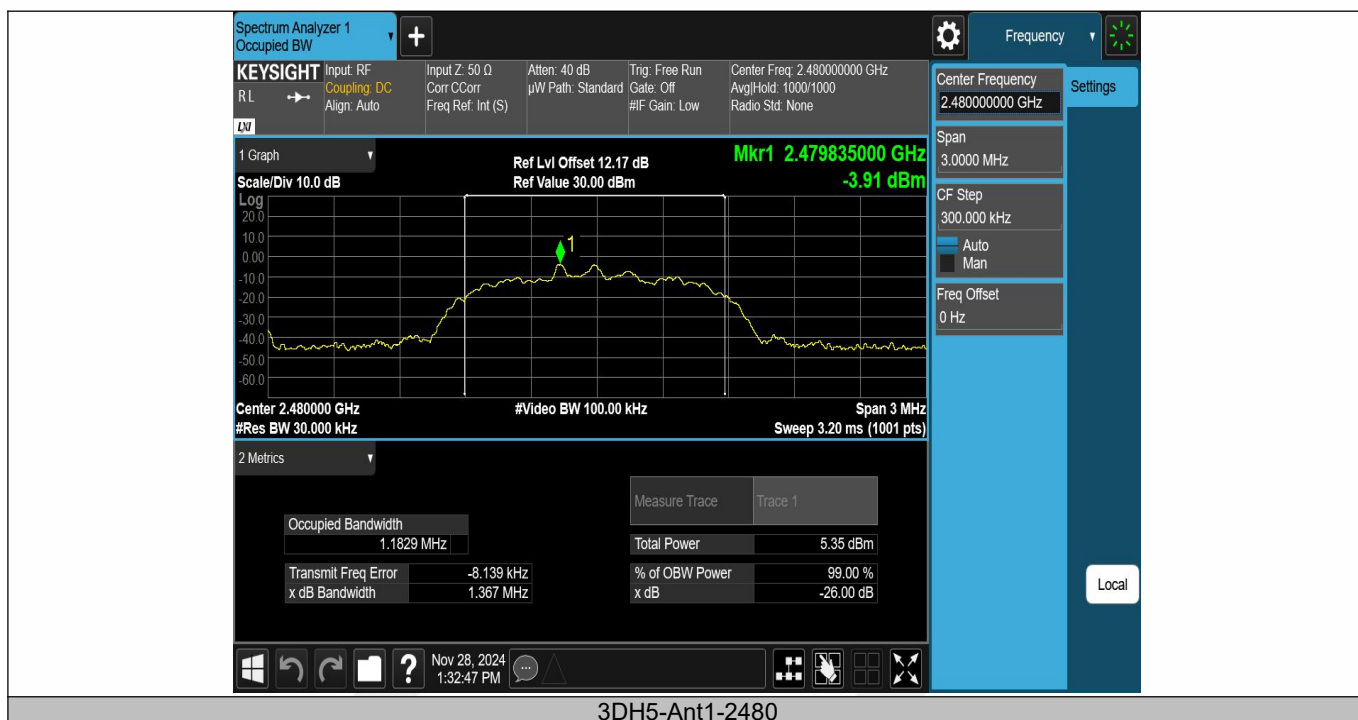 Spectrum Analyzer 1
Occupied BW
+
Frequency
KEYSIGHT
RL
LXI
Input: RF
Coupling: DC
Align: Auto
Input Z: 50 Ω
Corr CCorr
Freq Ref: Int (S)
Atten: 40 dB
µW Path: Standard
Trig: Free Run
Gate: Off
#IF Gain: Low
Center Freq: 2.480000000 GHz
Avg|Hold: 1000/1000
Radio Std: None
Center Frequency
2.480000000 GHz
Settings
Span
3.0000 MHz
CF Step
300.000 kHz
Auto
Man
Freq Offset
0 Hz
Local
1 Graph
Scale/Div 10.0 dB
Ref Lvl Offset 12.17 dB
Ref Value 30.00 dBm
Mkr1 2.479835000 GHz
-3.91 dBm
Log
20.0
10.0
0.00
-10.0
-20.0
-30.0
-40.0
-50.0
-60.0
1
Center 2.480000 GHz
#Res BW 30.000 kHz
#Video BW 100.00 kHz
Span 3 MHz
Sweep 3.20 ms (1001 pts)
2 Metrics
Measure Trace Trace 1
Occupied Bandwidth
1.1829 MHz
Total Power 5.35 dBm
Transmit Freq Error -8.139 kHz
% of OBW Power 99.00 %
x dB Bandwidth 1.367 MHz
x dB -26.00 dB
?
Nov 28, 2024
1:32:47 PM
3DH5-Ant1-2480